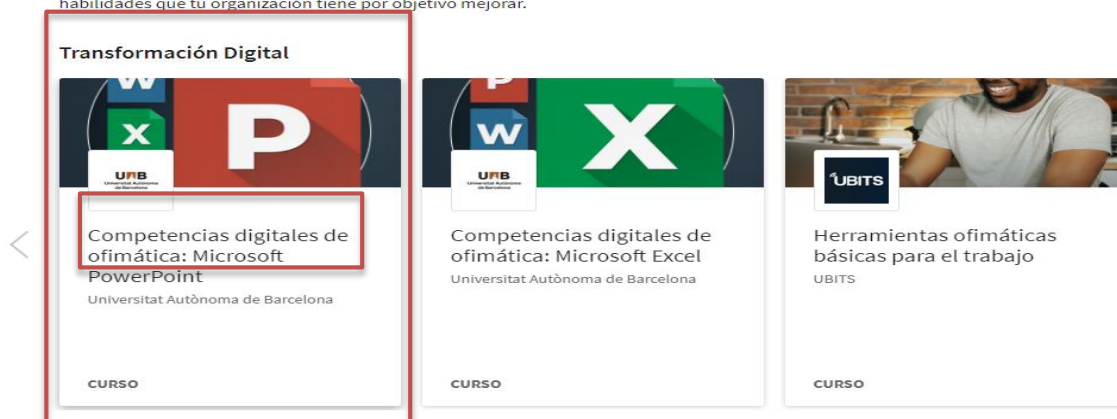 habilidades que tu organización tiene por objetivo mejorar.
Transformación Digital
W
X
P
UAB
Universitat Autònoma
de Barcelona
Competencias digitales de
ofimática: Microsoft
PowerPoint
Universitat Autònoma de Barcelona
CURSO
P
W
X
UAB
Universitat Autònoma
de Barcelona
Competencias digitales de
ofimática: Microsoft Excel
Universitat Autònoma de Barcelona
CURSO
UBITS
Herramientas ofimáticas
básicas para el trabajo
UBITS
CURSO